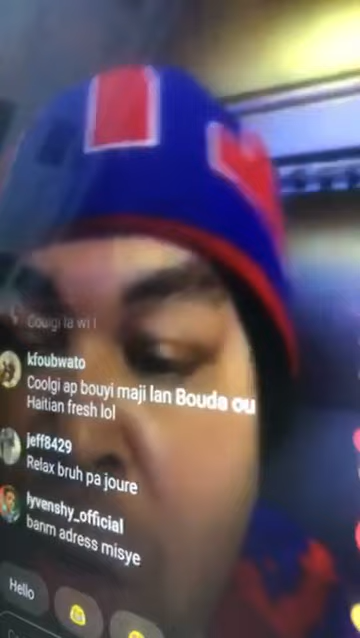 Coolgi la wi !
kfoubwato
Coolgi ap bouyi maji lan Bouda ou
Haitian fresh lol
jeff8429
Relax bruh pa joure
lyvenshy_official
banm adress misye
Hello